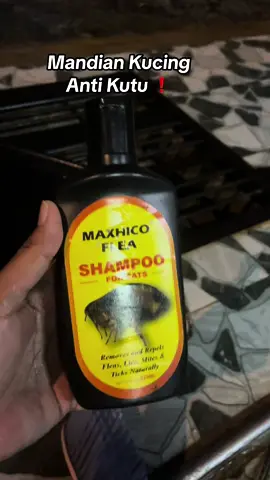 Mandian Kucing
Anti Kutu❗
MAXHICO
FLEA
SHAMPOO
FOR CATS
Removes and Repels
Fleas, Lice, Mites &
Ticks Naturally